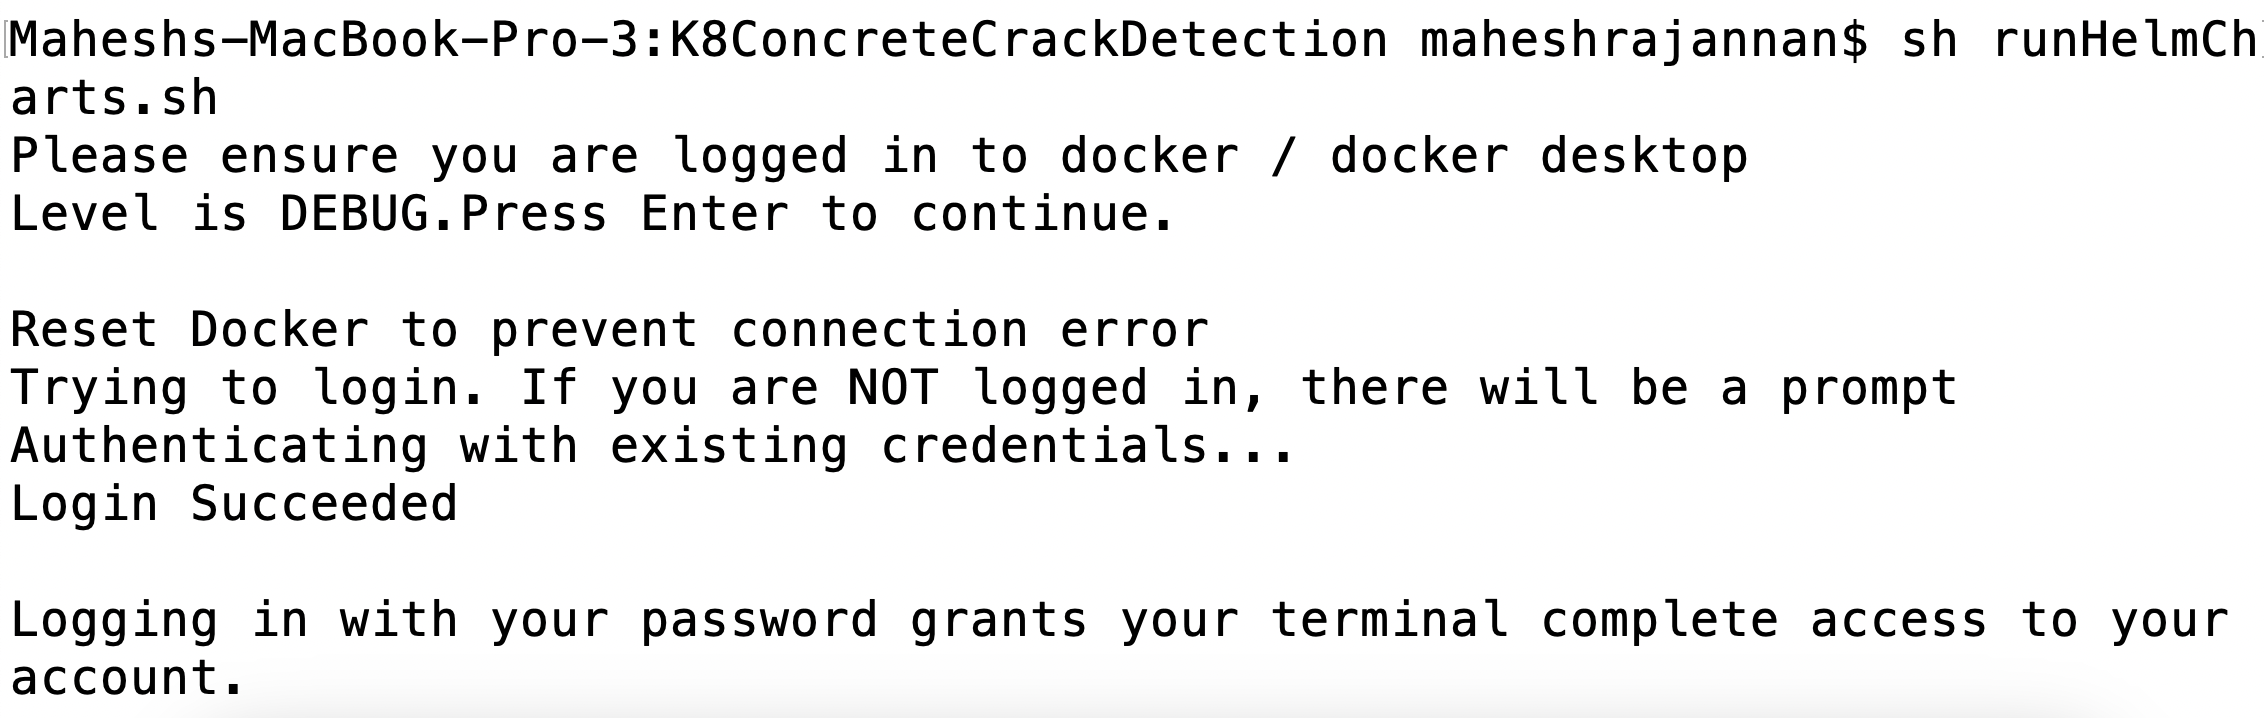 Maheshs-MacBook-Pro-3:K8ConcreteCrackDetection maheshrajannan$ sh runHelmCh
arts.sh
Please ensure you are logged in to docker / docker desktop
Level is DEBUG.Press Enter to continue.
Reset Docker to prevent connection error
Trying to login. If you are NOT logged in, there will be a prompt
Authenticating with existing credentials...
Login Succeeded
Logging in with your password grants your terminal complete access to your
account.